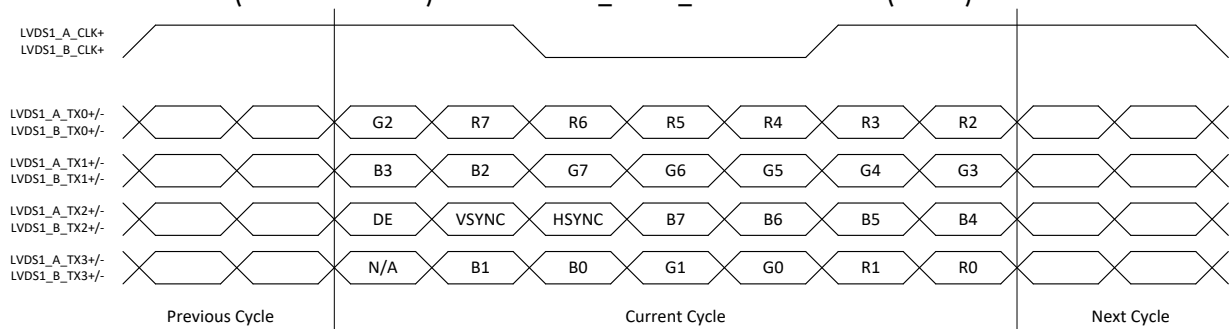 LVDS1_A_CLK+
LVDS1_B_CLK+
LVDS1_A_TX0+/-
LVDS1_B_TX0+/-
G2 R7 R6 R5 R4 R3 R2
LVDS1_A_TX1+/-
LVDS1_B_TX1+/-
B3 B2 G7 G6 G5 G4 G3
LVDS1_A_TX2+/-
LVDS1_B_TX2+/-
DE VSYNC HSYNC B7 B6 B5 B4
LVDS1_A_TX3+/-
LVDS1_B_TX3+/-
N/A B1 B0 G1 G0 R1 R0
Previous Cycle Current Cycle Next Cycle